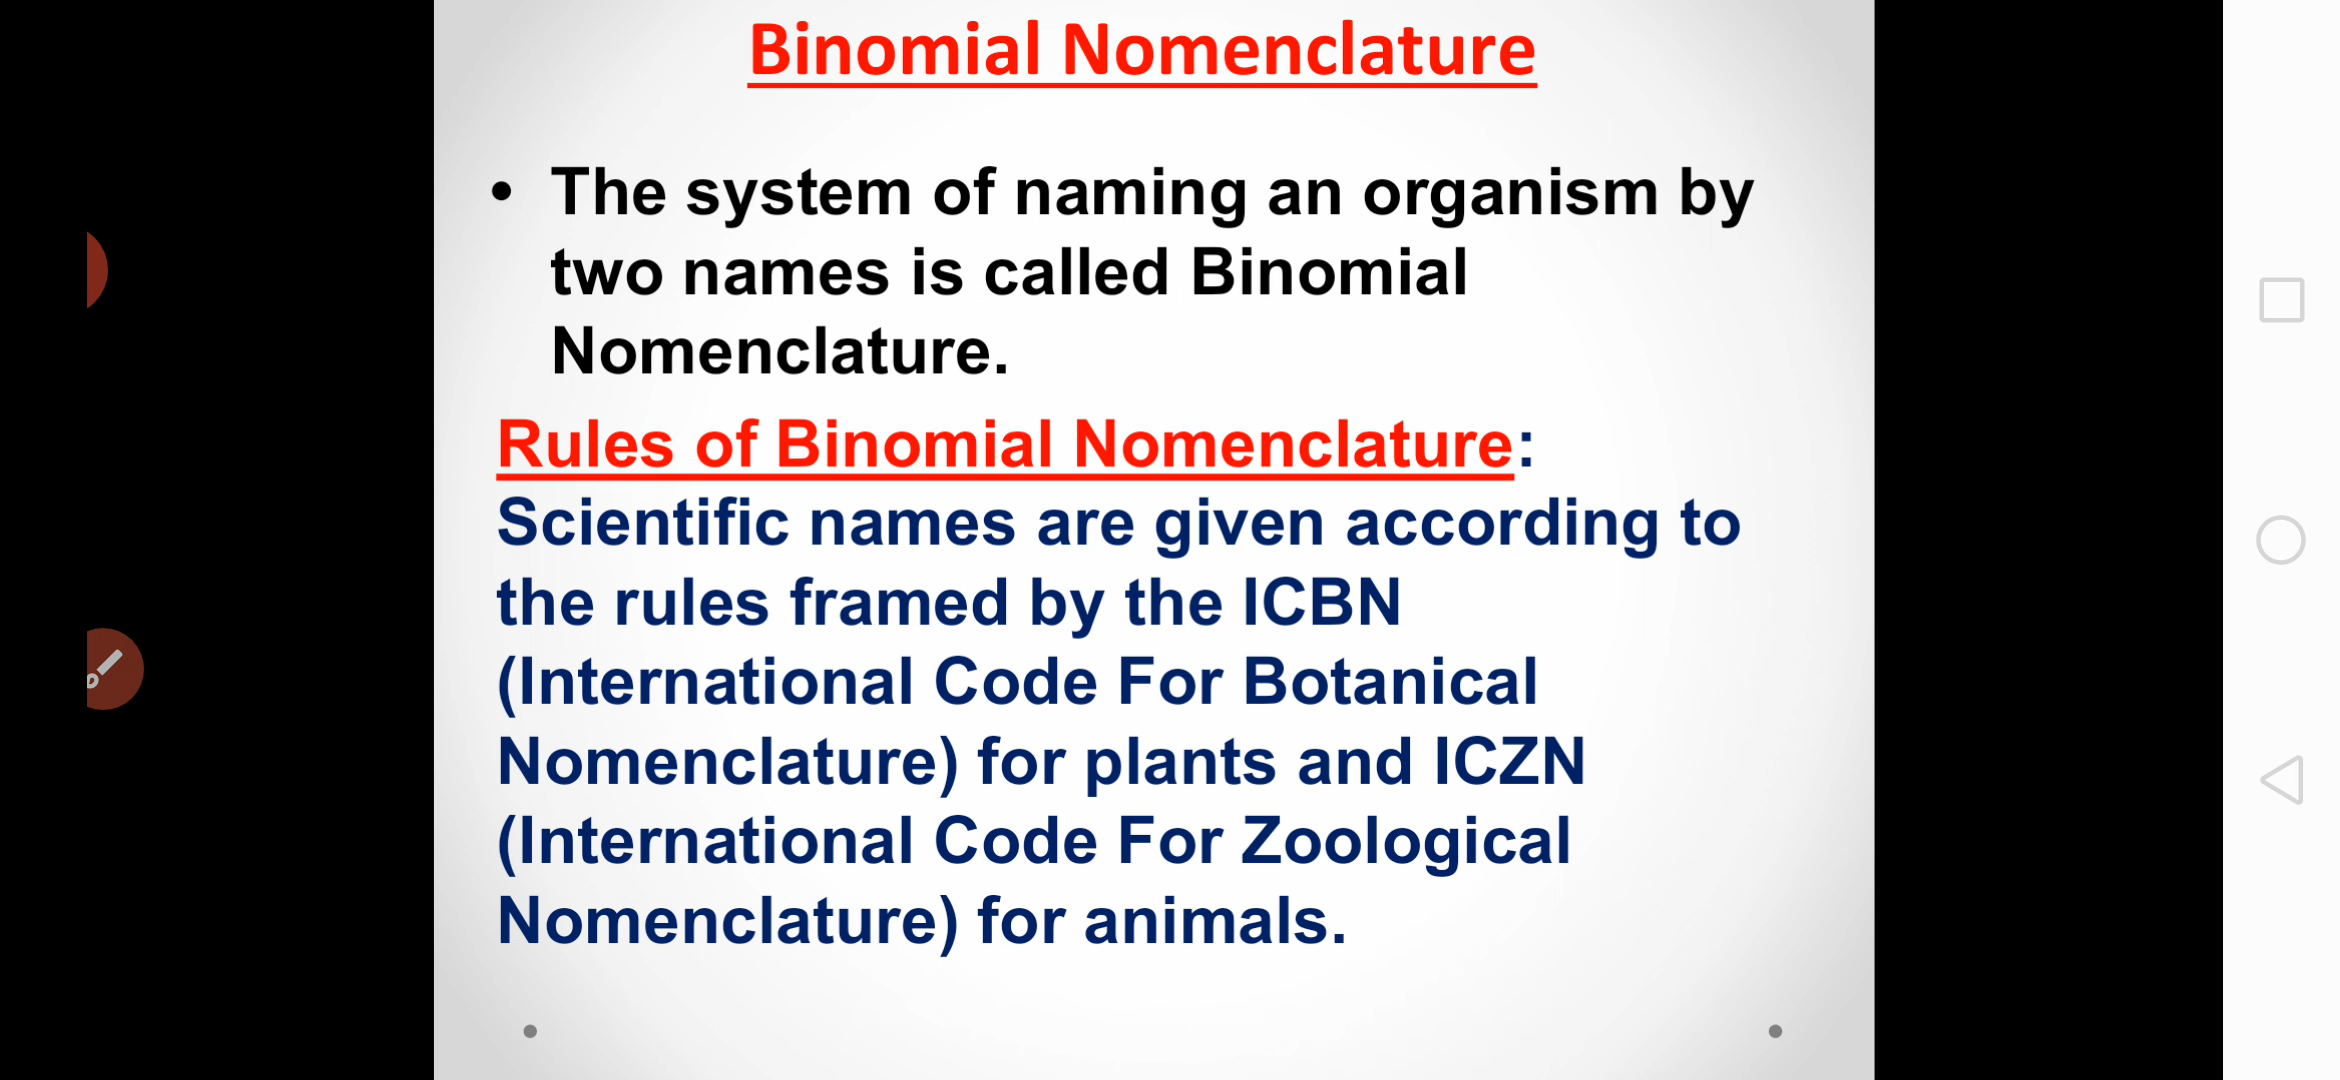 Binomial Nomenclature
• The system of naming an organism by
two names is called Binomial
Nomenclature.
Rules of Binomial Nomenclature:
Scientific names are given according to
the rules framed by the ICBN
(International Code For Botanical
Nomenclature) for plants and ICZN
(International Code For Zoological
Nomenclature) for animals.